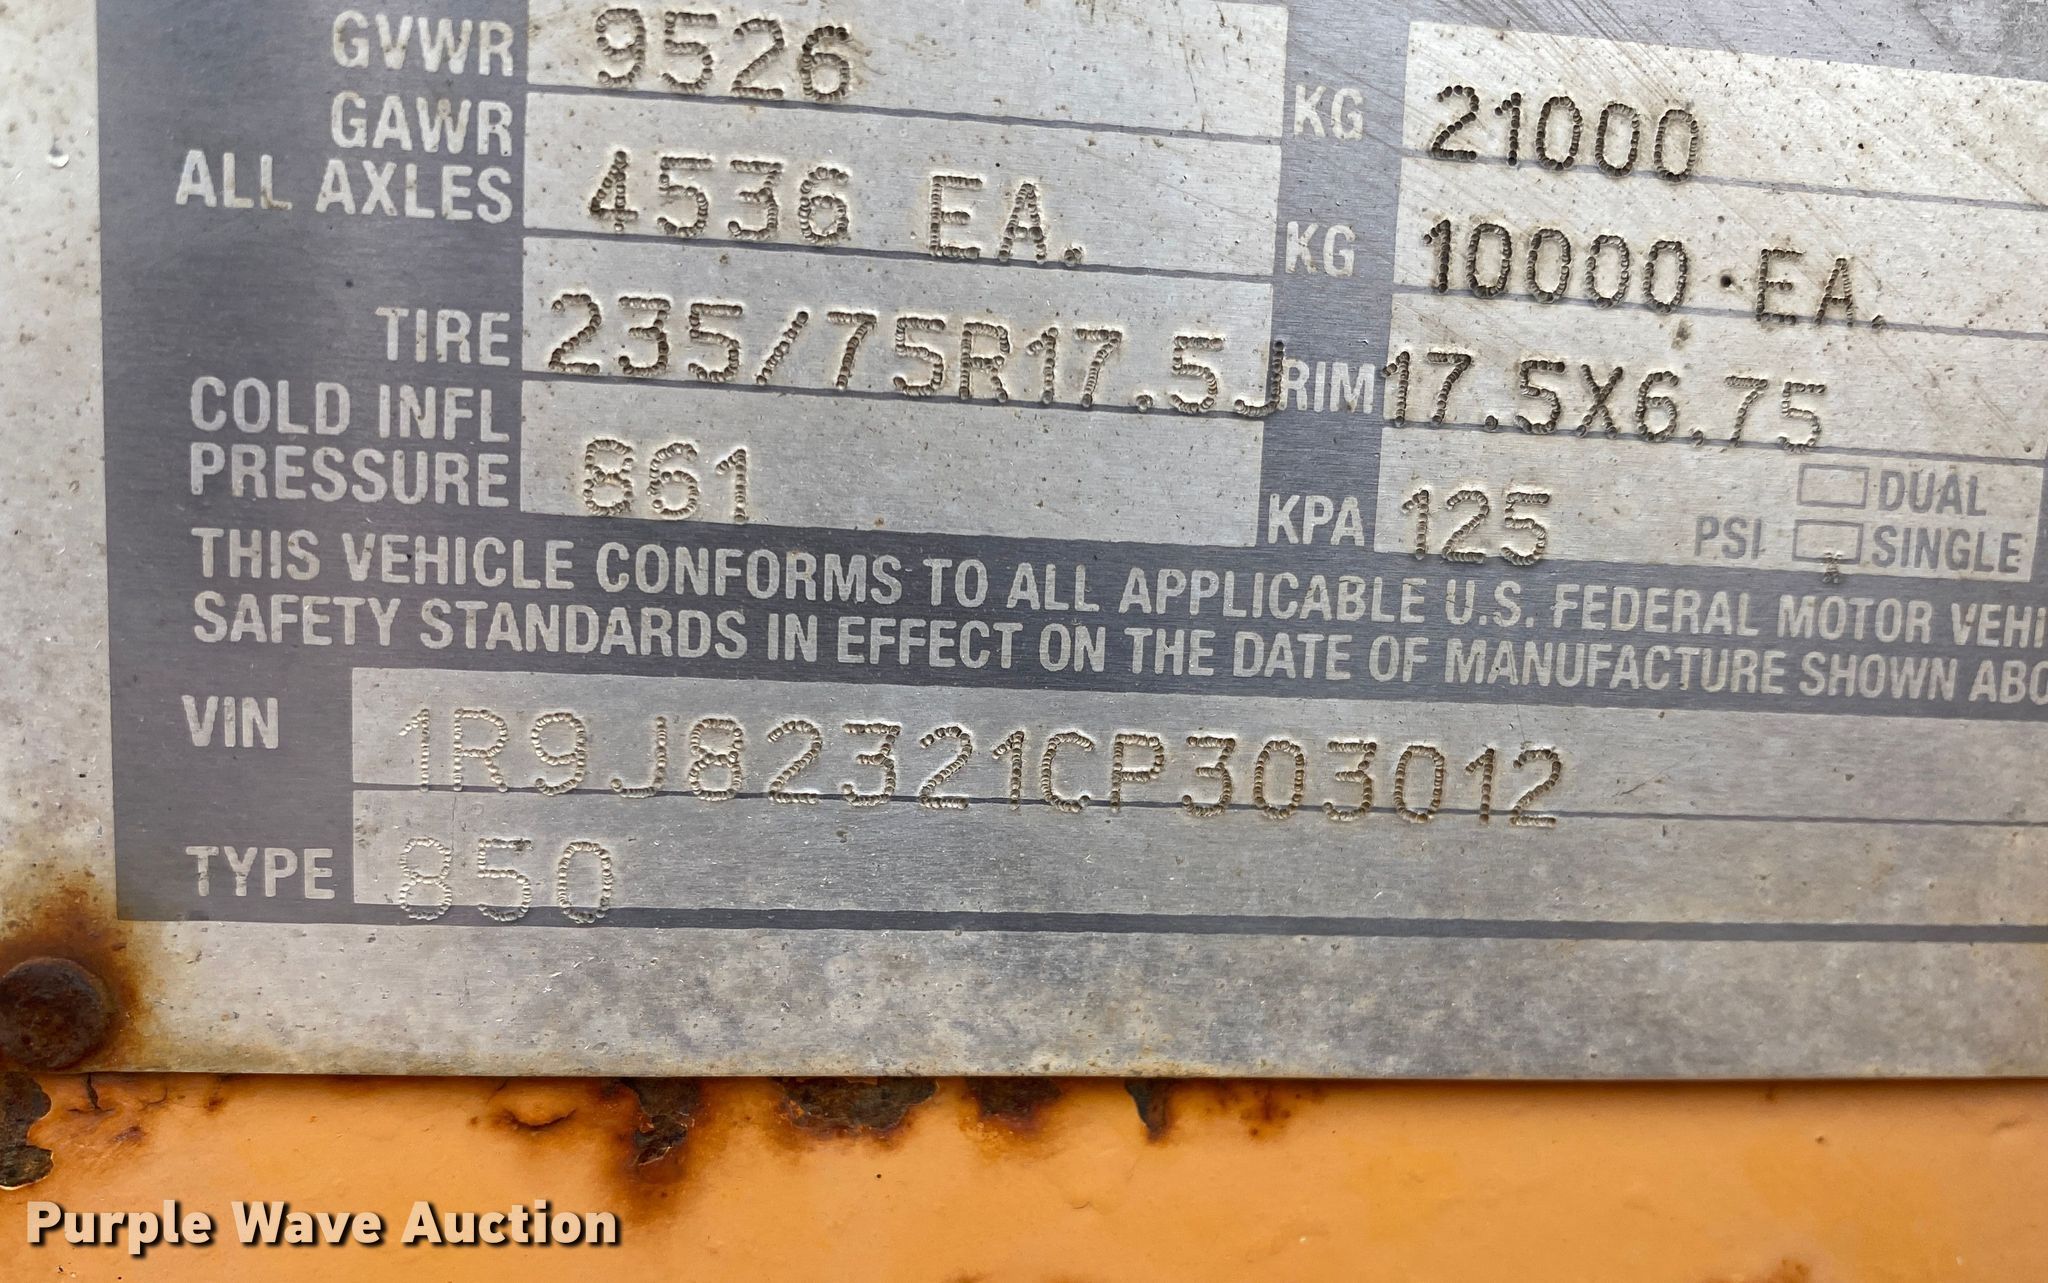 GVWR 9526 KG 21000
GAWR
ALL AXLES 4536 EA. KG 10000 EA.
TIRE 235/75R17.5J RIM 17.5X6.75
COLD INFL
PRESSURE 861 KPA 125 PSI DUAL
SINGLE
THIS VEHICLE CONFORMS TO ALL APPLICABLE U.S. FEDERAL MOTOR VEHI
SAFETY STANDARDS IN EFFECT ON THE DATE OF MANUFACTURE SHOWN ABO
VIN 1R9J82321CP303012
TYPE 850
Purple Wave Auction